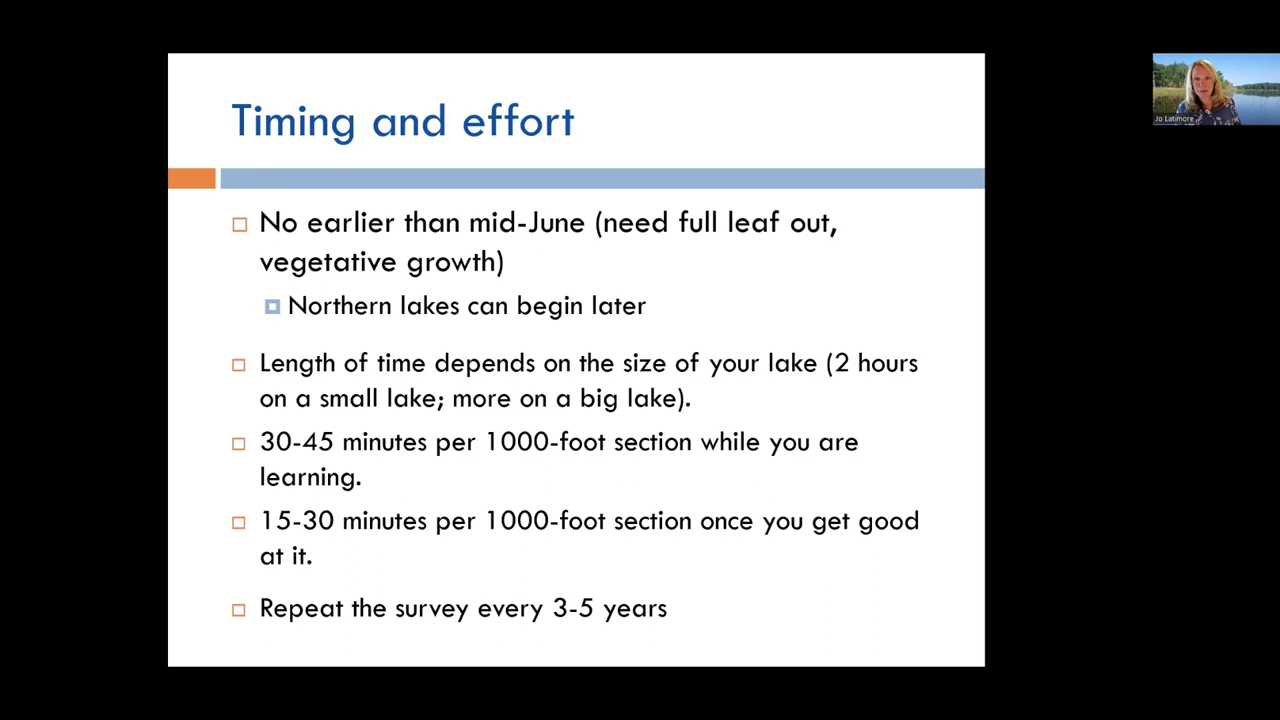 Timing and effort
No earlier than mid-June (need full leaf out,
vegetative growth)
Northern lakes can begin later
Length of time depends on the size of your lake (2 hours
on a small lake; more on a big lake).
30-45 minutes per 1000-foot section while you are
learning.
15-30 minutes per 1000-foot section once you get good
at it.
Repeat the survey every 3-5 years
Jo Latimore